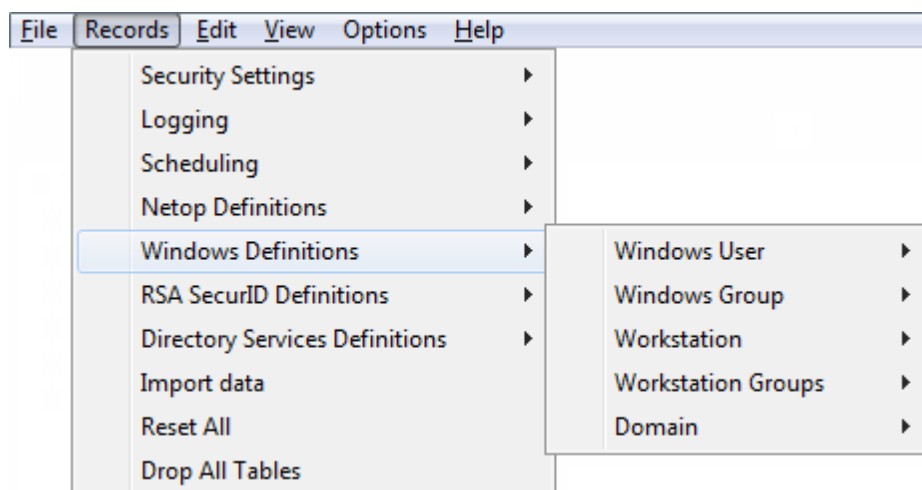 File Records Edit View Options Help
Security Settings
Logging
Scheduling
Netop Definitions
Windows Definitions
RSA SecurID Definitions
Directory Services Definitions
Import data
Reset All
Drop All Tables
Windows User
Windows Group
Workstation
Workstation Groups
Domain